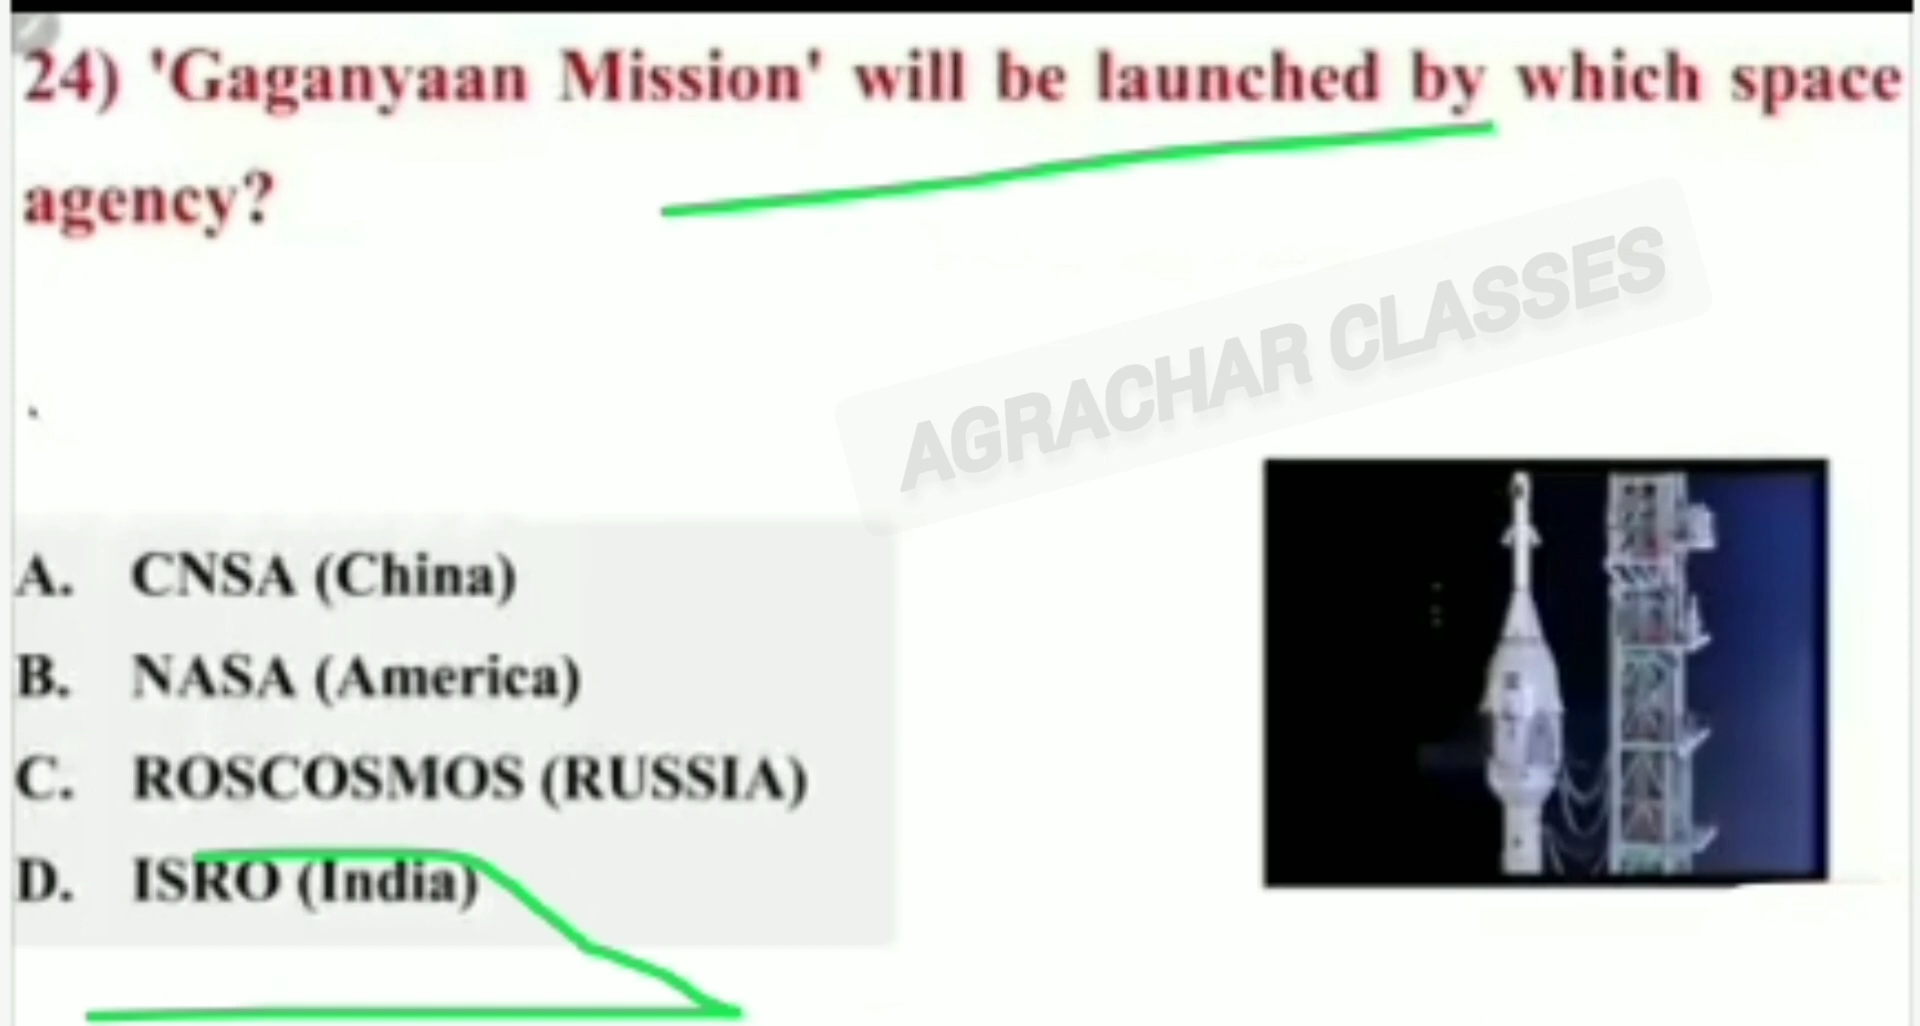 24) 'Gaganyaan Mission' will be launched by which space
agency?
AGRACHAR CLASSES
A. CNSA (China)
B. NASA (America)
C. ROSCOSMOS (RUSSIA)
D. ISRO (India)